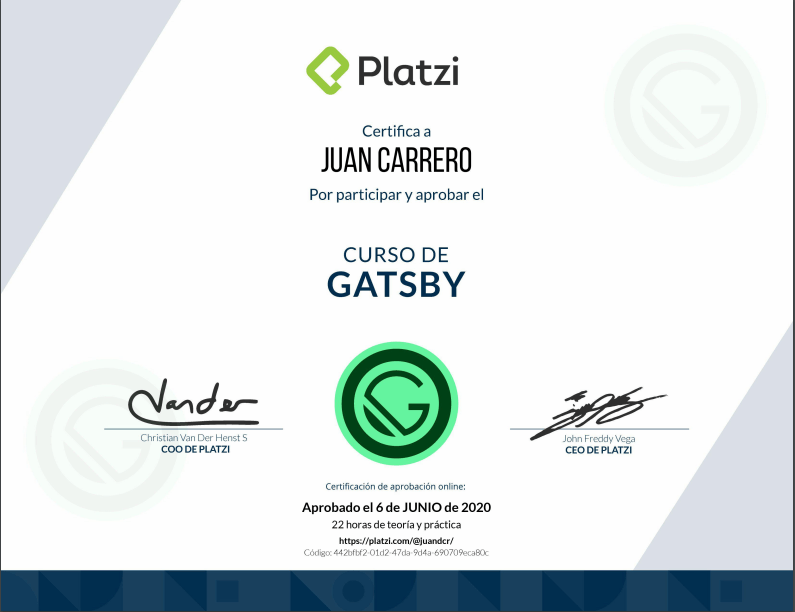 Platzi
Certifica a
JUAN CARRERO
Por participar y aprobar el
CURSO DE
GATSBY
Vander
Christian Van Der Henst S
COO DE PLATZI
John Freddy Vega
CEO DE PLATZI
Certificación de aprobación online:
Aprobado el 6 de JUNIO de 2020
22 horas de teoría y práctica
https://platzi.com/@juandcr/
Código: 442bfbf2-01d2-47da-9d4a-690709eca80c